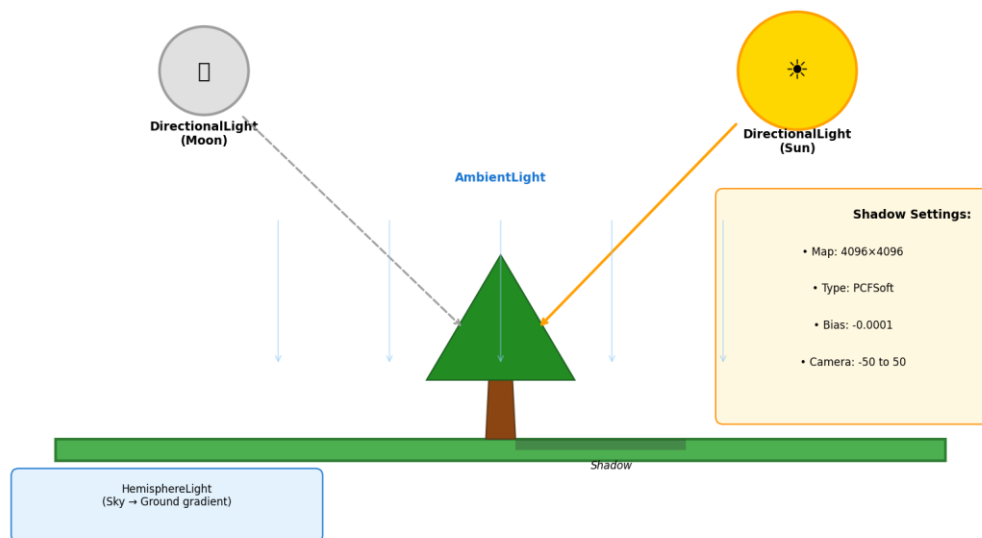 DirectionalLight
(Moon)
☀
DirectionalLight
(Sun)
AmbientLight
Shadow Settings:
• Map: 4096×4096
• Type: PCFSoft
• Bias: -0.0001
• Camera: -50 to 50
Shadow
HemisphereLight
(Sky → Ground gradient)